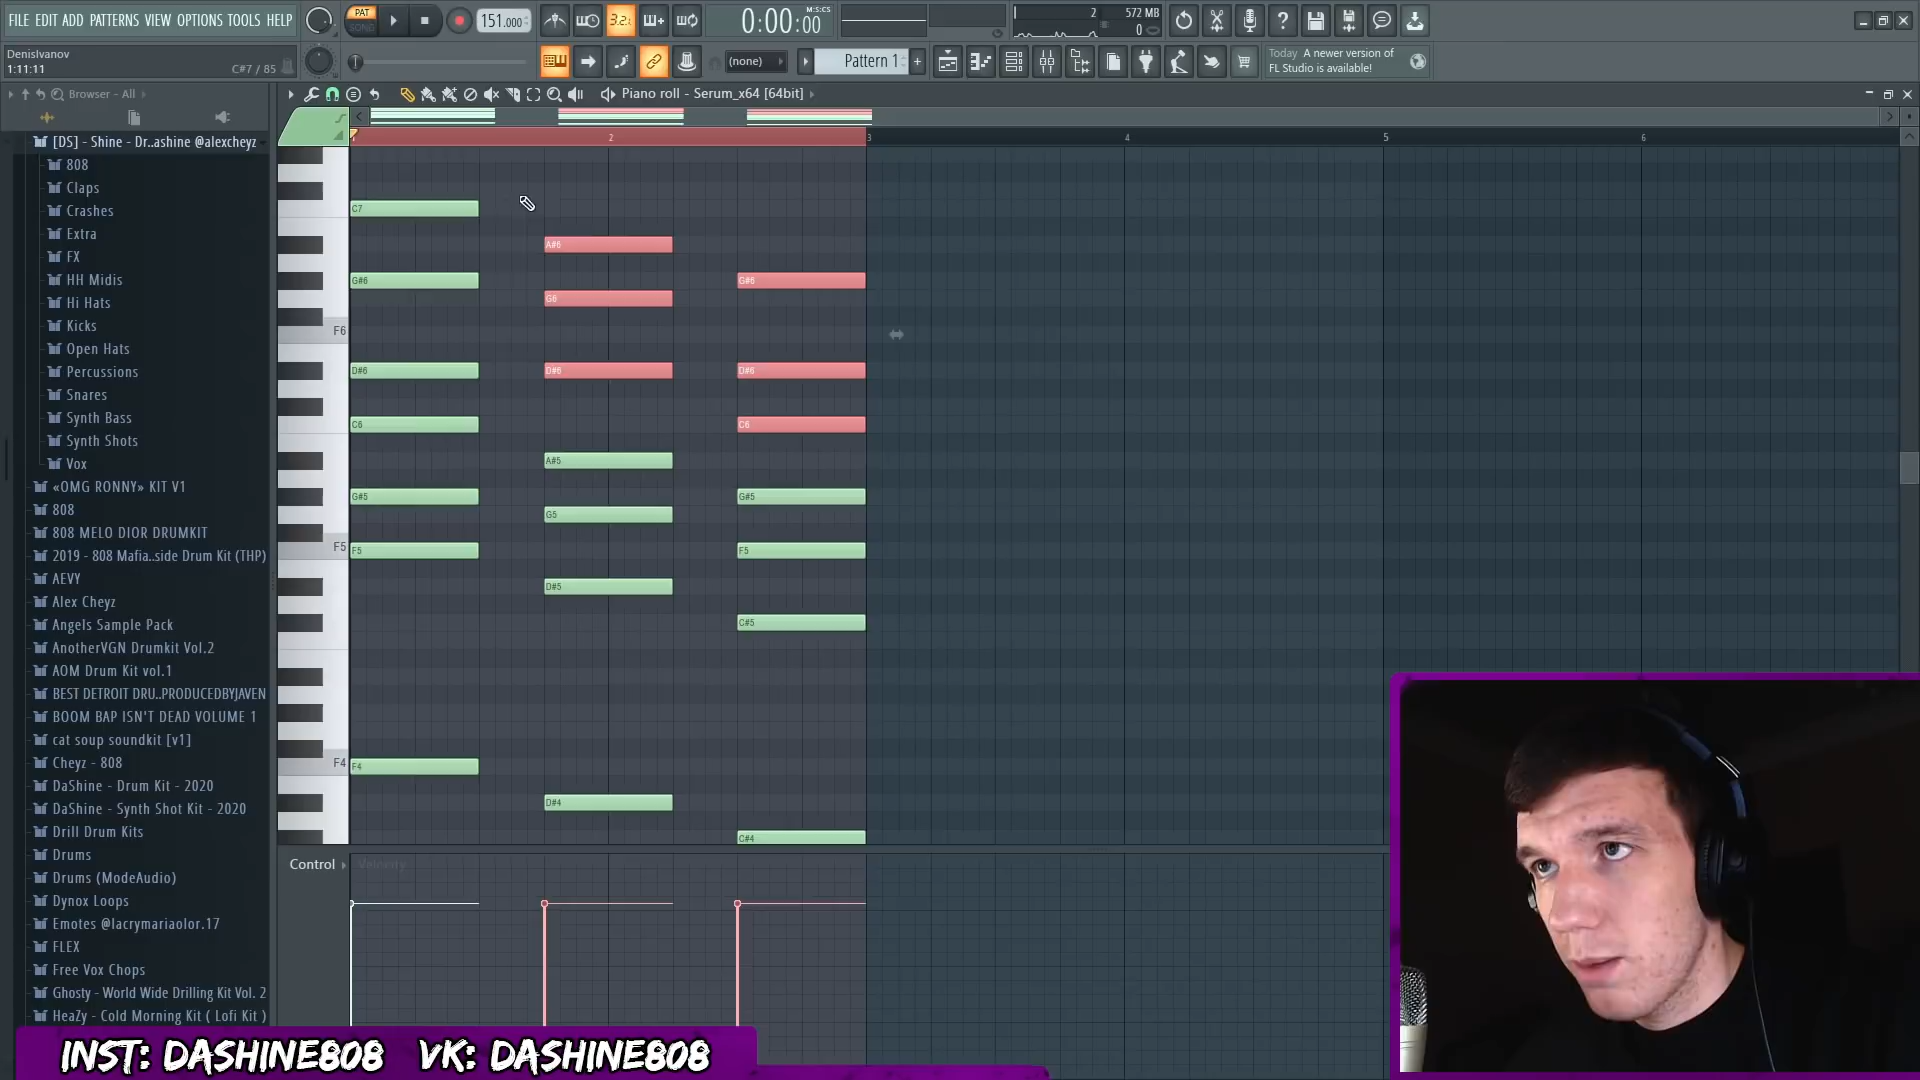 FILE EDIT ADD PATTERNS VIEW OPTIONS TOOLS HELP
PAT
SONG
151.000
3.2.
0:00:00
M:S:CS
2
572 MB
0
DenisIvanov
1:11:11
C#7 / 85
(none)
Pattern 1
Today
A newer version of
FL Studio is available!
Browser - All
Piano roll - Serum_x64 [64bit]
[DS] - Shine - Dr..ashine @alexcheyz
808
Claps
Crashes
Extra
FX
HH Midis
Hi Hats
Kicks
Open Hats
Percussions
Snares
Synth Bass
Synth Shots
Vox
«OMG RONNY» KIT V1
808
808 MELO DIOR DRUMKIT
2019 - 808 Mafia..side Drum Kit (THP)
AEVY
Alex Cheyz
Angels Sample Pack
AnotherVGN Drumkit Vol.2
AOM Drum Kit vol.1
BEST DETROIT DRU..PRODUCEDBYJAVEN
BOOM BAP ISN'T DEAD VOLUME 1
cat soup soundkit [v1]
Cheyz - 808
DaShine - Drum Kit - 2020
DaShine - Synth Shot Kit - 2020
Drill Drum Kits
Drums
Drums (ModeAudio)
Dynox Loops
Emotes @lacrymariaolor.17
FLEX
Free Vox Chops
Ghosty - World Wide Drilling Kit Vol. 2
HeaZy - Cold Morning Kit ( Lofi Kit )
2
3
4
5
6
C7
A#6
G#6
G#6
G6
F6
D#6
D#6
D#6
C6
C6
A#5
G#5
G#5
G5
F5
F5
F5
D#5
C#5
F4
F4
D#4
C#4
Control
Velocity
INST: DASHINE808 VK: DASHINE808